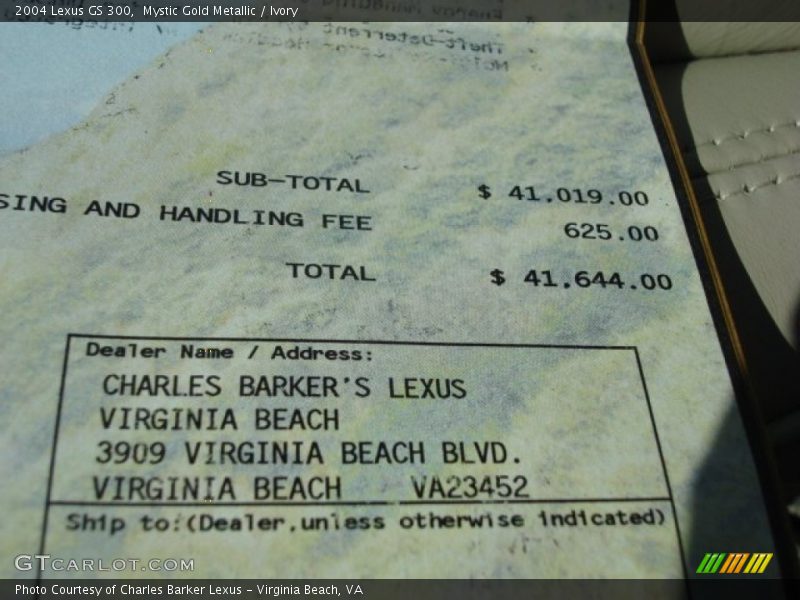 2004 Lexus GS 300, Mystic Gold Metallic / Ivory
Theft-Deterrent
SUB-TOTAL $ 41,019.00
SING AND HANDLING FEE 625.00
TOTAL $ 41,644.00
Dealer Name / Address:
CHARLES BARKER'S LEXUS
VIRGINIA BEACH
3909 VIRGINIA BEACH BLVD.
VIRGINIA BEACH VA23452
Ship to:(Dealer,unless otherwise indicated)
GTCARLOT.COM
Photo Courtesy of Charles Barker Lexus - Virginia Beach, VA